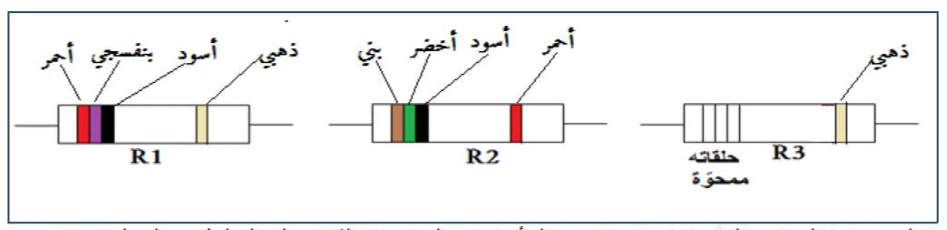 أحمر بنفسجي أسود ذهبي
R1
بني أخضر أسود أحمر
R2
ذهبي
R3
حلقاته
ممحوّة